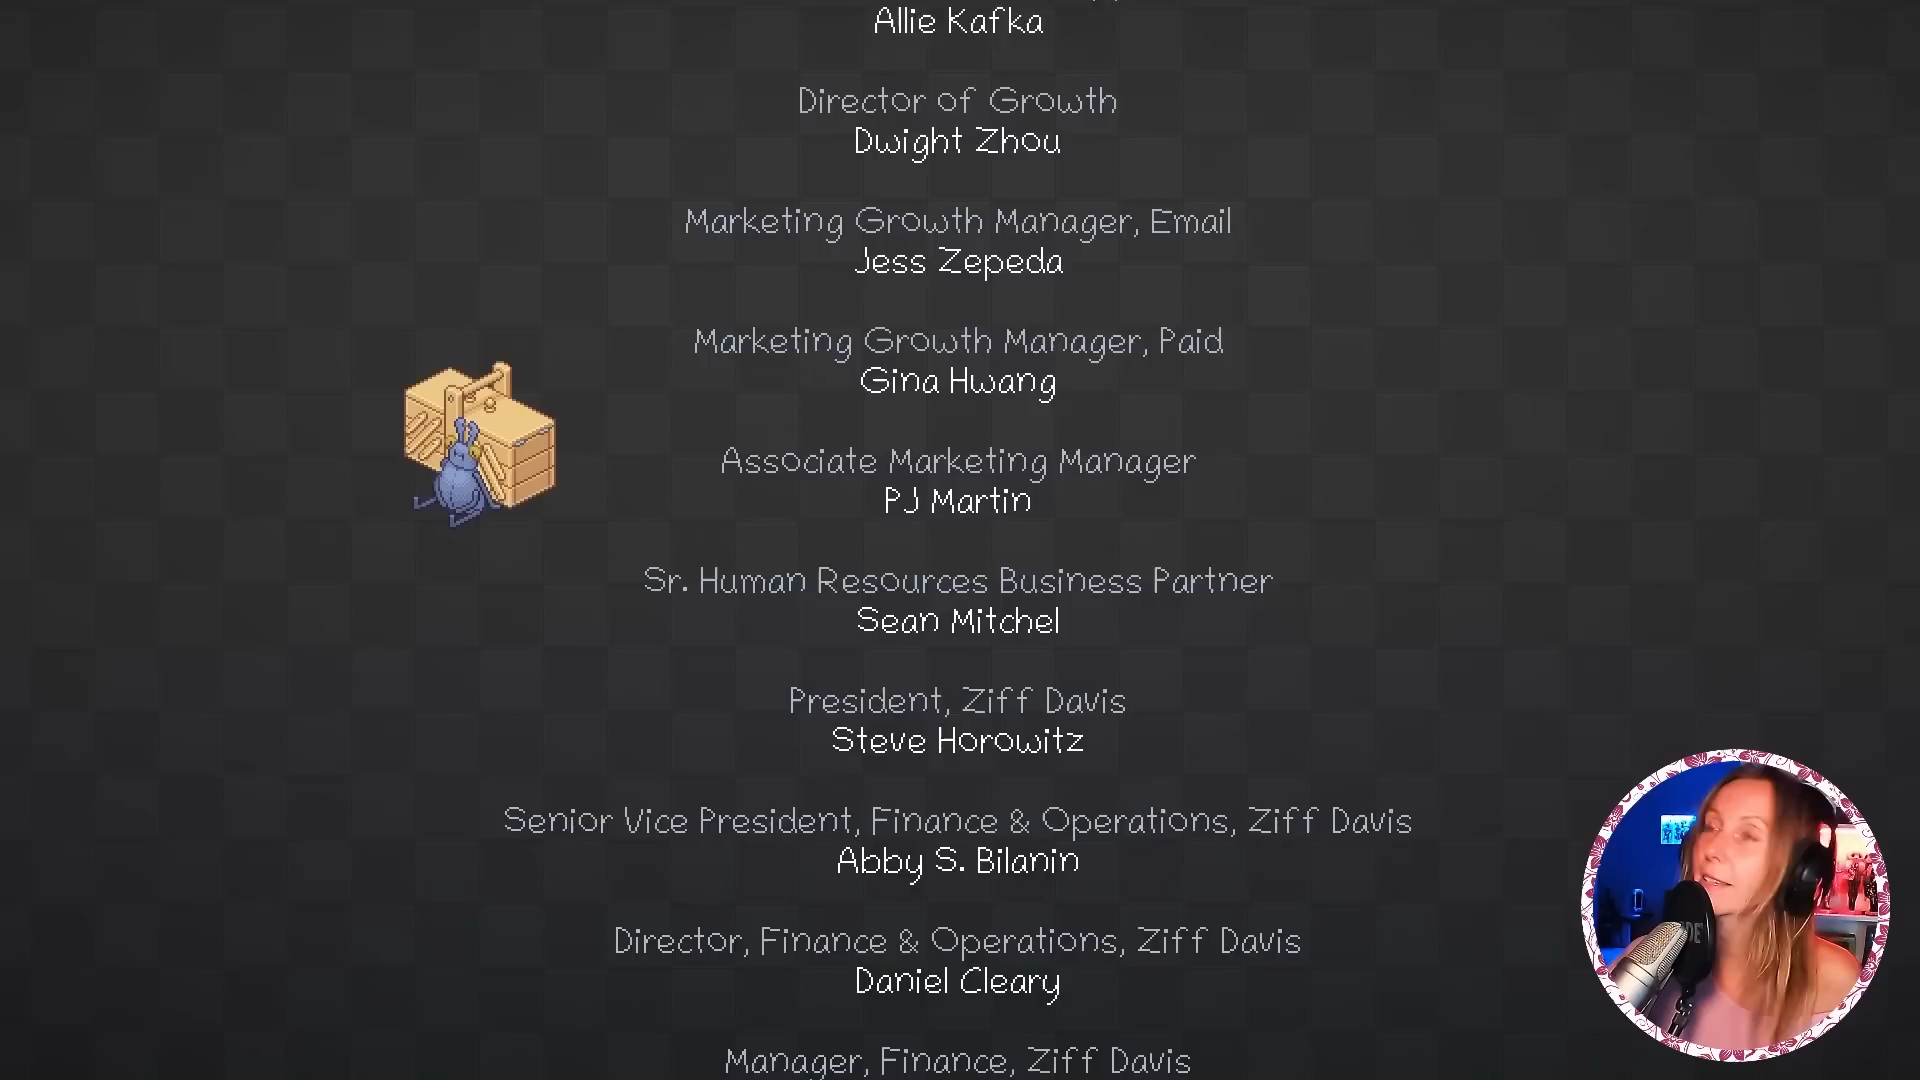 Allie Kafka
Director of Growth
Dwight Zhou
Marketing Growth Manager, Email
Jess Zepeda
Marketing Growth Manager, Paid
Gina Hwang
Associate Marketing Manager
PJ Martin
Sr. Human Resources Business Partner
Sean Mitchel
President, Ziff Davis
Steve Horowitz
Senior Vice President, Finance & Operations, Ziff Davis
Abby S. Bilanin
Director, Finance & Operations, Ziff Davis
Daniel Cleary
Manager, Finance, Ziff Davis